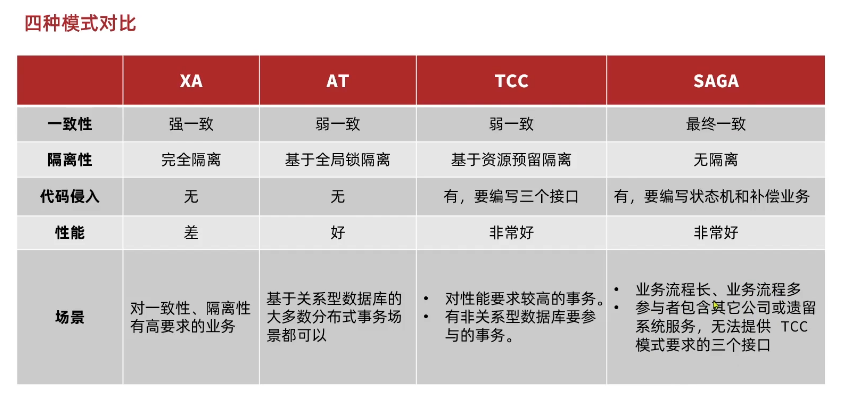 四种模式对比
XA AT TCC SAGA
一致性 强一致 弱一致 弱一致 最终一致
隔离性 完全隔离 基于全局锁隔离 基于资源预留隔离 无隔离
代码侵入 无 无 有，要编写三个接口 有，要编写状态机和补偿业务
性能 差 好 非常好 非常好
场景
对一致性、隔离性
有高要求的业务
基于关系型数据库的
大多数分布式事务场
景都可以
• 对性能要求较高的事务。
• 有非关系型数据库要参
与的事务。
• 业务流程长、业务流程多
• 参与者包含其它公司或遗留
系统服务，无法提供 TCC
模式要求的三个接口